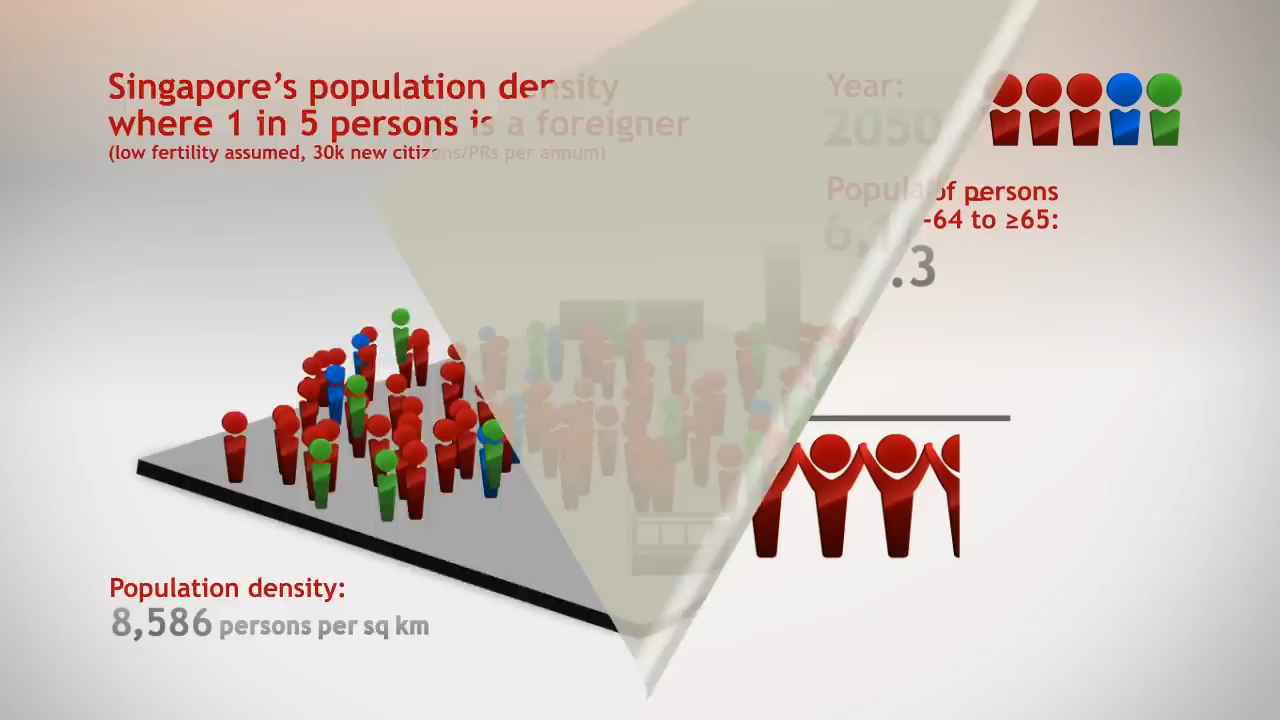 Singapore's population density
where 1 in 5 persons is a foreigner
(low fertility assumed, 30k new citizens/PRs per annum)
Year:
2050
of persons
-64 to ≥65:
.3
Population density:
8,586 persons per sq km